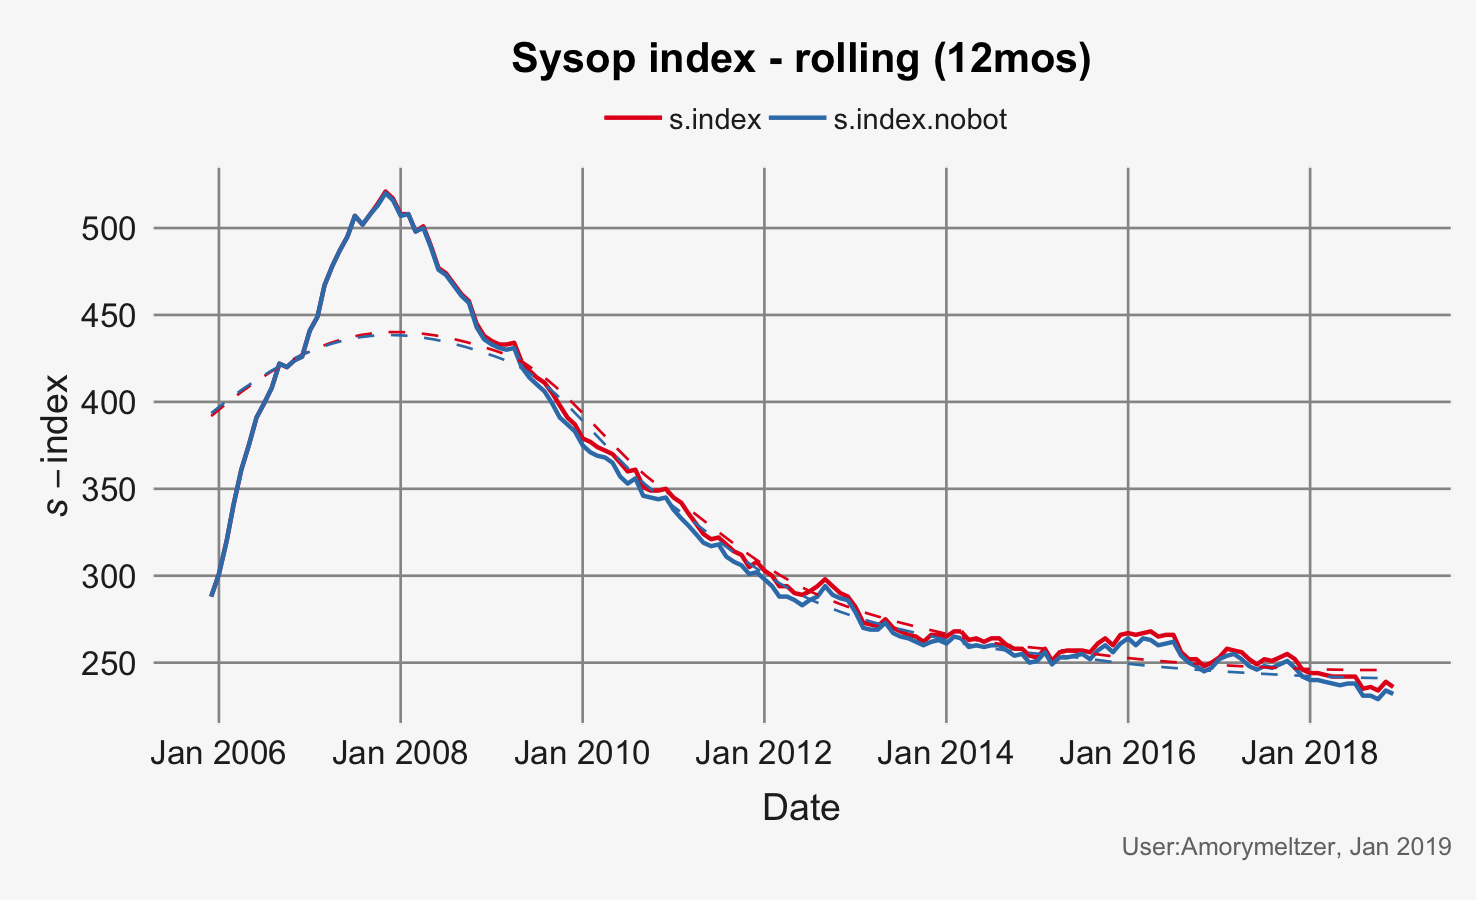 Sysop index - rolling (12mos)
s.index s.index.nobot
s – index
500
450
400
350
300
250
Jan 2006 Jan 2008 Jan 2010 Jan 2012 Jan 2014 Jan 2016 Jan 2018
Date
User:Amorymeltzer, Jan 2019